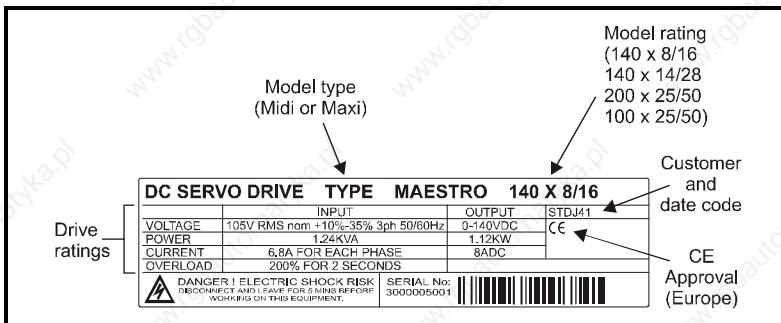 Model rating
(140 x 8/16
140 x 14/28
200 x 25/50
100 x 25/50)
Model type
(Midi or Maxi)
Customer
and
date code
DC SERVO DRIVE TYPE MAESTRO 140 X 8/16
INPUT OUTPUT STDJ41
VOLTAGE 105V RMS nom +10%-35% 3ph 50/60Hz 0-140VDC CE
POWER 1.24KVA 1.12KW
CURRENT 6.8A FOR EACH PHASE 8ADC
OVERLOAD 200% FOR 2 SECONDS
Drive
ratings
CE
Approval
(Europe)
DANGER ! ELECTRIC SHOCK RISK
DISCONNECT AND LEAVE FOR 5 MINS BEFORE
WORKING ON THIS EQUIPMENT.
SERIAL No:
3000005001